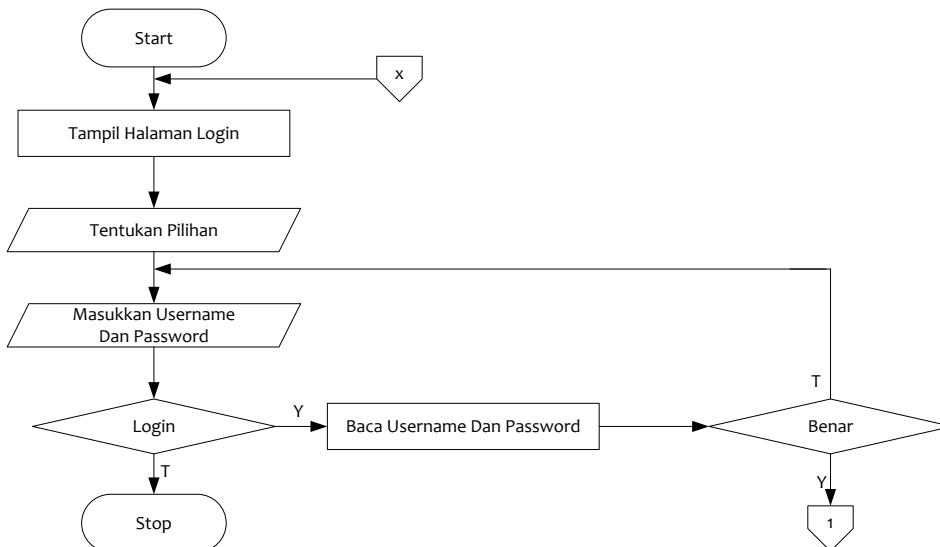 Start
x
Tampil Halaman Login
Tentukan Pilihan
Masukkan Username
Dan Password
T
Login
Y
Baca Username Dan Password
Benar
T
Y
Stop
1